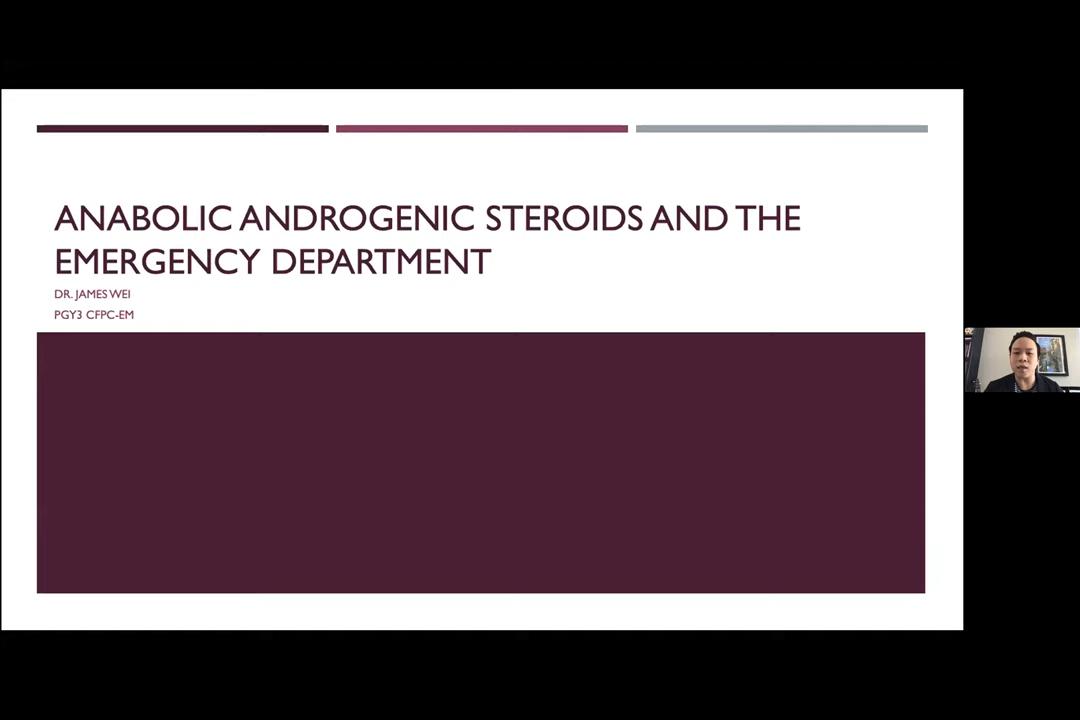 ANABOLIC ANDROGENIC STEROIDS AND THE
EMERGENCY DEPARTMENT
DR. JAMES WEI
PGY3 CFPC-EM